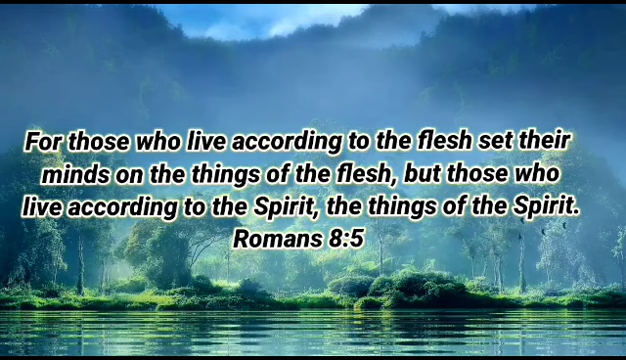 For those who live according to the flesh set their
minds on the things of the flesh, but those who
live according to the Spirit, the things of the Spirit.
Romans 8:5